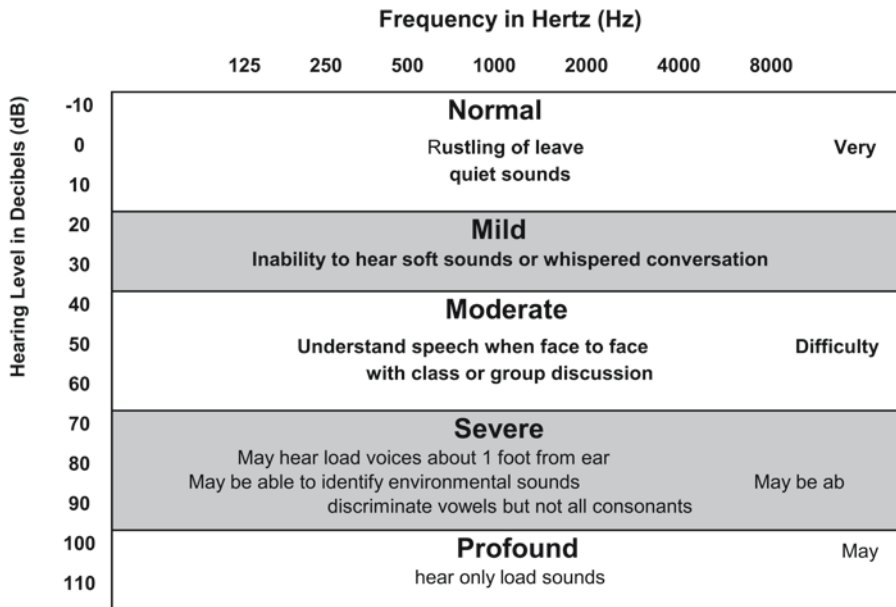 Frequency in Hertz (Hz)
125 250 500 1000 2000 4000 8000
Hearing Level in Decibels (dB)
-10
Normal
0
Rustling of leave Very
10
quiet sounds
20
Mild
30
Inability to hear soft sounds or whispered conversation
40
Moderate
50
Understand speech when face to face Difficulty
60
with class or group discussion
70
Severe
May hear load voices about 1 foot from ear
80
May be able to identify environmental sounds May be ab
90
discriminate vowels but not all consonants
100
Profound May
110
hear only load sounds